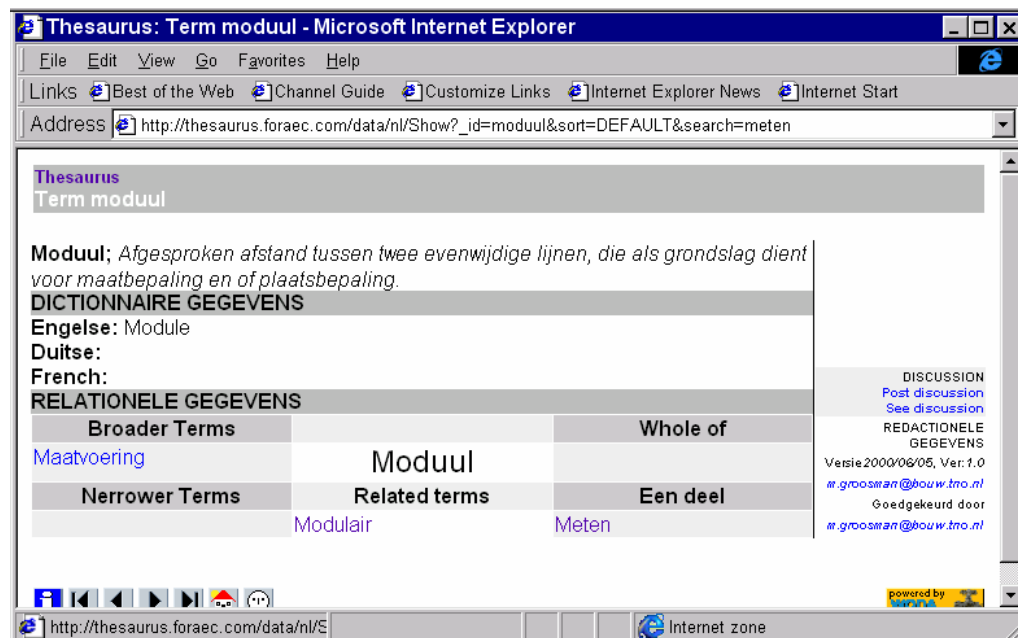 Thesaurus: Term moduul - Microsoft Internet Explorer
File Edit View Go Favorites Help
Links Best of the Web Channel Guide Customize Links Internet Explorer News Internet Start
Address http://thesaurus.foraec.com/data/nl/Show?_id=moduul&sort=DEFAULT&search=meten
Thesaurus
Term moduul
Moduul; Afgesproken afstand tussen twee evenwijdige lijnen, die als grondslag dient
voor maatbepaling en of plaatsbepaling.
DICTIONNAIRE GEGEVENS
Engelse: Module
Duitse:
French:
RELATIONELE GEGEVENS
Broader Terms Whole of
Maatvoering Moduul
Nerrower Terms Related terms Een deel
Modulair Meten
DISCUSSION
Post discussion
See discussion
REDACTIONELE
GEGEVENS
Versie 2000/06/05, Ver: 1.0
m.groosman@bouw.tno.nl
Goedgekeurd door
m.groosman@bouw.tno.nl
powered by
http://thesaurus.foraec.com/data/nl/S Internet zone